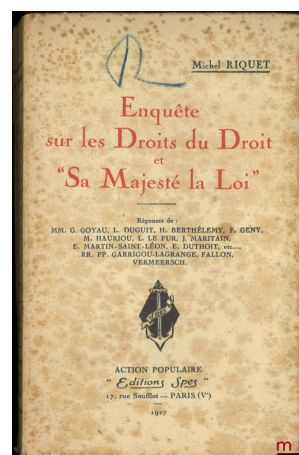 Michel RIQUET
Enquête
sur les Droits du Droit
et
"Sa Majesté la Loi"
Réponses de :
MM. G. GOYAU, L. DUGUIT, H. BERTHÉLEMY, F. GENY,
M. HAURIOU, L. LE FUR, J. MARITAIN,
E. MARTIN-SAINT-LÉON, E. DUTHOIT, etc...,
RR. PP. GARRIGOU-LAGRANGE, FALLON,
VERMEERSCH.
ACTION POPULAIRE
" Editions Spes "
17, rue Soufflot — PARIS (Vᵉ)
1927
m